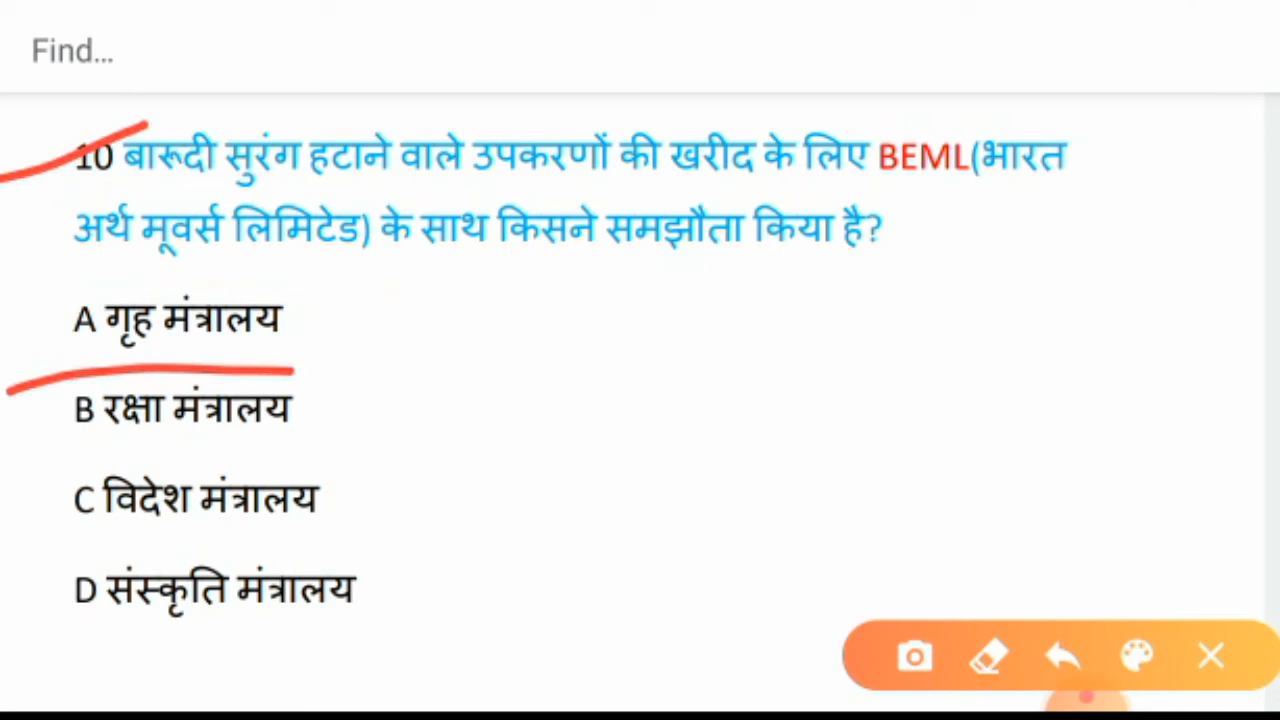 Find...
10 बारूदी सुरंग हटाने वाले उपकरणों की खरीद के लिए BEML(भारत
अर्थ मूवर्स लिमिटेड) के साथ किसने समझौता किया है?
A गृह मंत्रालय
B रक्षा मंत्रालय
C विदेश मंत्रालय
D संस्कृति मंत्रालय